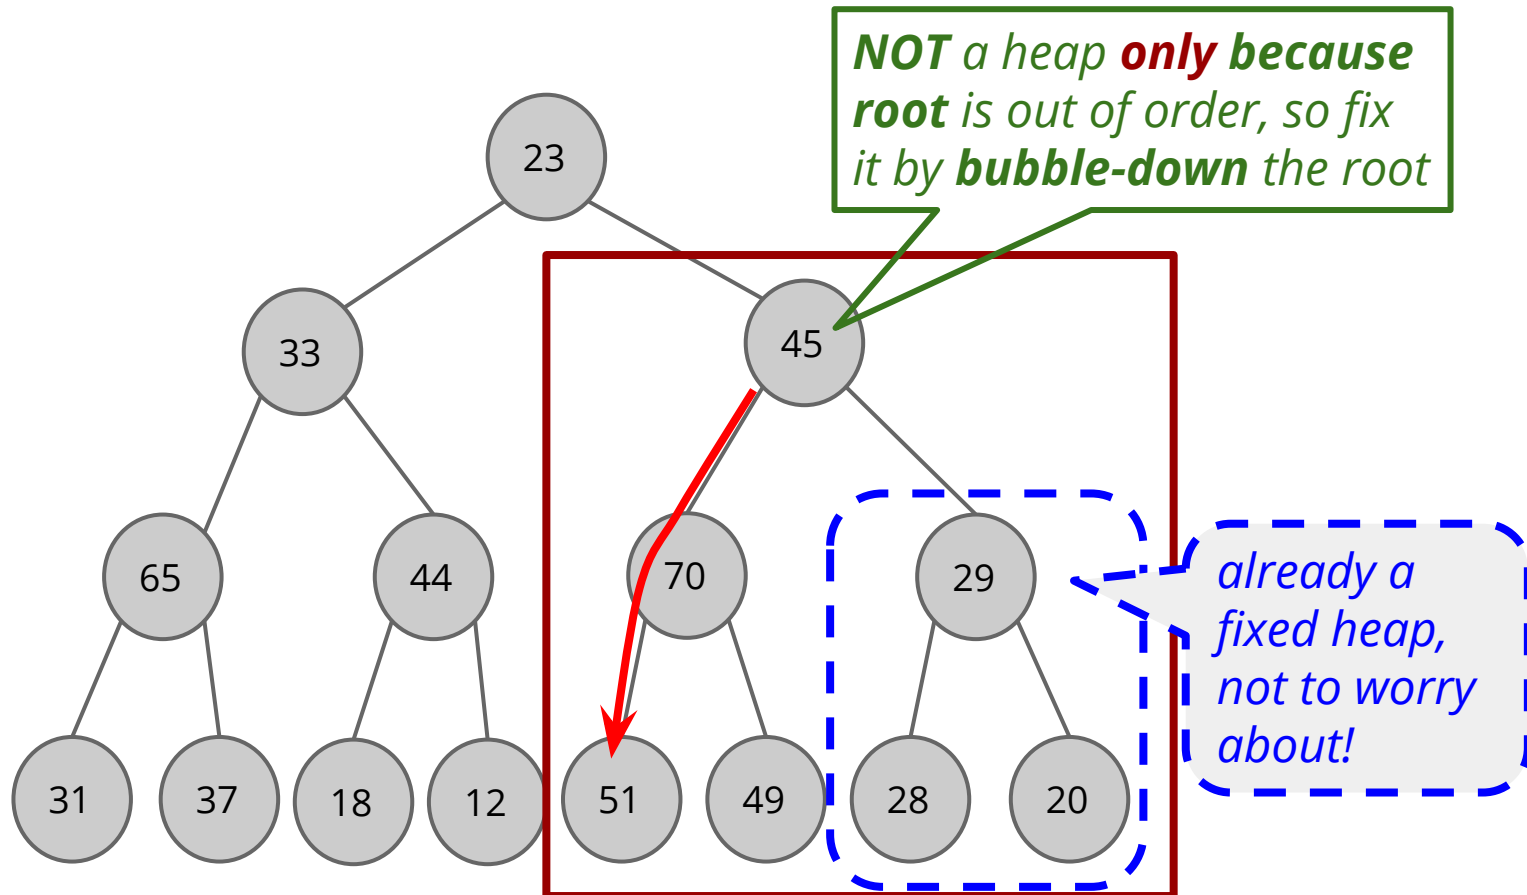 NOT a heap only because
root is out of order, so fix
it by bubble-down the root
23
33
45
65
44
70
29
already a
fixed heap,
not to worry
about!
31
37
18
12
51
49
28
20